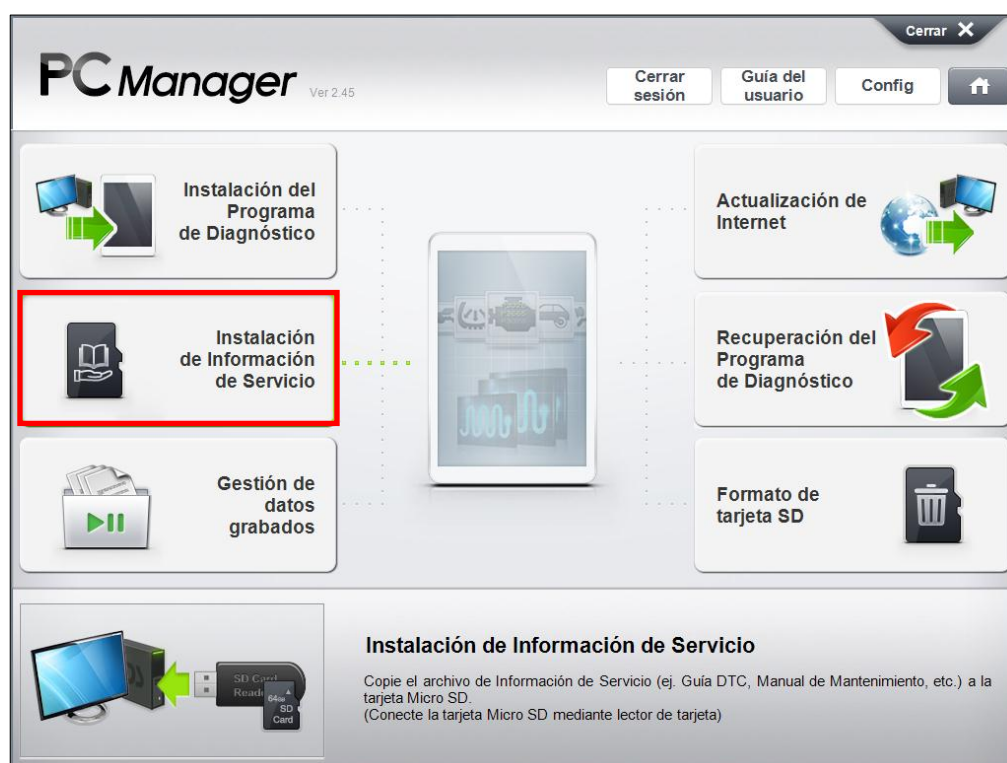 Cerrar X
PC Manager Ver 2.45
Cerrar
sesión
Guía del
usuario
Config
Instalación del
Programa
de Diagnóstico
Actualización de
Internet
Instalación
de Información
de Servicio
Recuperación del
Programa
de Diagnóstico
Gestión de
datos
grabados
Formato de
tarjeta SD
SD Card
Reader
64GB
SD
Card
Instalación de Información de Servicio
Copie el archivo de Información de Servicio (ej. Guía DTC, Manual de Mantenimiento, etc.) a la
tarjeta Micro SD.
(Conecte la tarjeta Micro SD mediante lector de tarjeta)